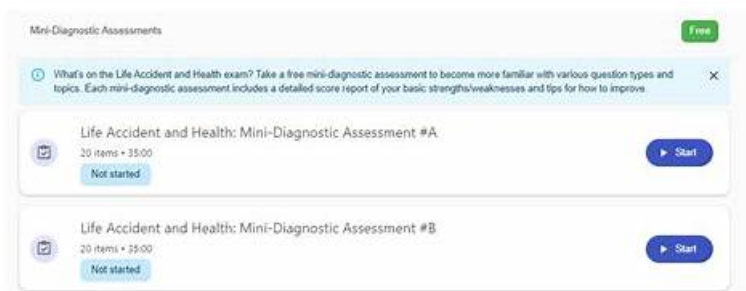 Mini-Diagnostic Assessments
Free
What's on the Life Accident and Health exam? Take a free mini-diagnostic assessment to become more familiar with various question types and
topics. Each mini-diagnostic assessment includes a detailed score report of your basic strengths/weaknesses and tips for how to improve.
Life Accident and Health: Mini-Diagnostic Assessment #A
20 items • 35:00
Start
Not started
Life Accident and Health: Mini-Diagnostic Assessment #B
20 items • 35:00
Start
Not started